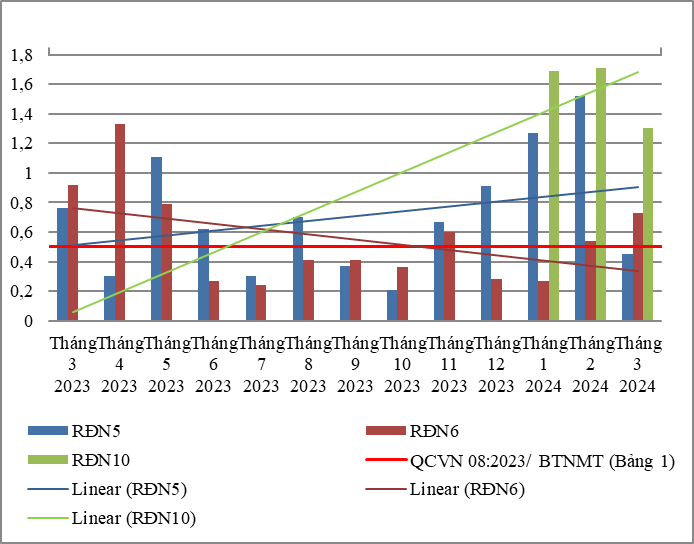 1,8
1,6
1,4
1,2
1
0,8
0,6
0,4
0,2
0
Tháng Tháng Tháng Tháng Tháng Tháng Tháng Tháng Tháng Tháng Tháng Tháng Tháng
3 4 5 6 7 8 9 10 11 12 1 2 3
2023 2023 2023 2023 2023 2023 2023 2023 2023 2023 2024 2024 2024
RĐN5 RĐN6
RĐN10 QCVN 08:2023/ BTNMT (Bảng 1)
Linear (RĐN5) Linear (RĐN6)
Linear (RĐN10)